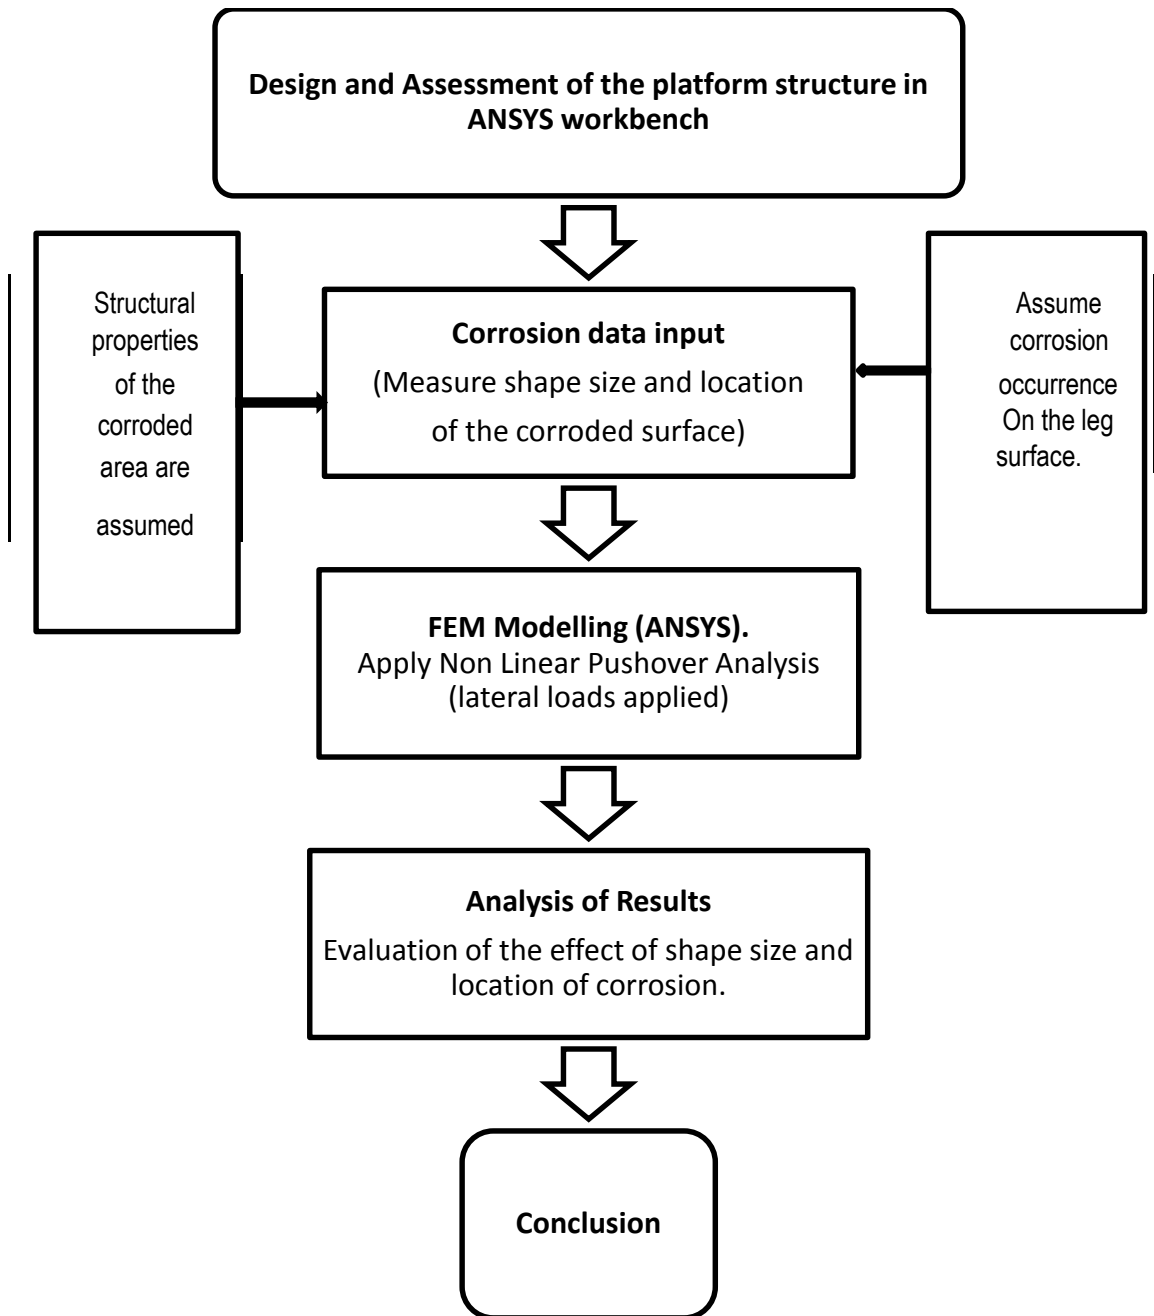 Design and Assessment of the platform structure in
ANSYS workbench
Structural
properties
of the
corroded
area are
assumed
Corrosion data input
(Measure shape size and location
of the corroded surface)
Assume
corrosion
occurrence
On the leg
surface.
FEM Modelling (ANSYS).
Apply Non Linear Pushover Analysis
(lateral loads applied)
Analysis of Results
Evaluation of the effect of shape size and
location of corrosion.
Conclusion